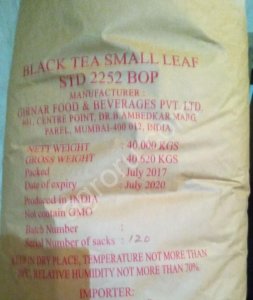 BLACK TEA SMALL LEAF
STD 2252 BOP
MANUFACTURER :
GIRNAR FOOD & BEVERAGES PVT. LTD.
401, CENTRE POINT, DR.B.AMBEDKAR MARG,
PAREL, MUMBAI-400 012, INDIA
NETT WEIGHT : 40.000 KGS
GROSS WEIGHT : 40.620 KGS
Packed : July 2017
Date of expiry : July 2020
Produced in INDIA
Not contain GMO
Batch Number :
Serial Number of sacks : 120
KEEP IN DRY PLACE, TEMPERATURE NOT MORE THAN
RELATIVE HUMIDITY NOT MORE THAN 70%
IMPORTER: